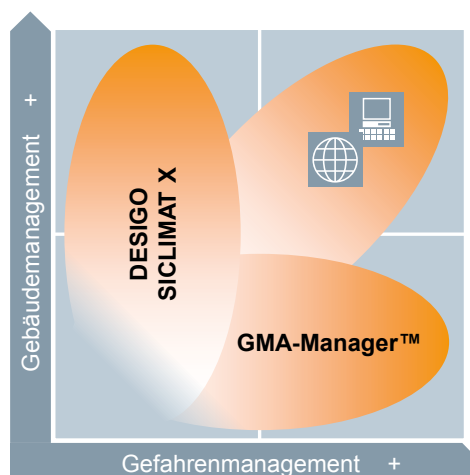 Gebäudemanagement +
DESIGO
SICLIMAT X
GMA-Manager™
Gefahrenmanagement +